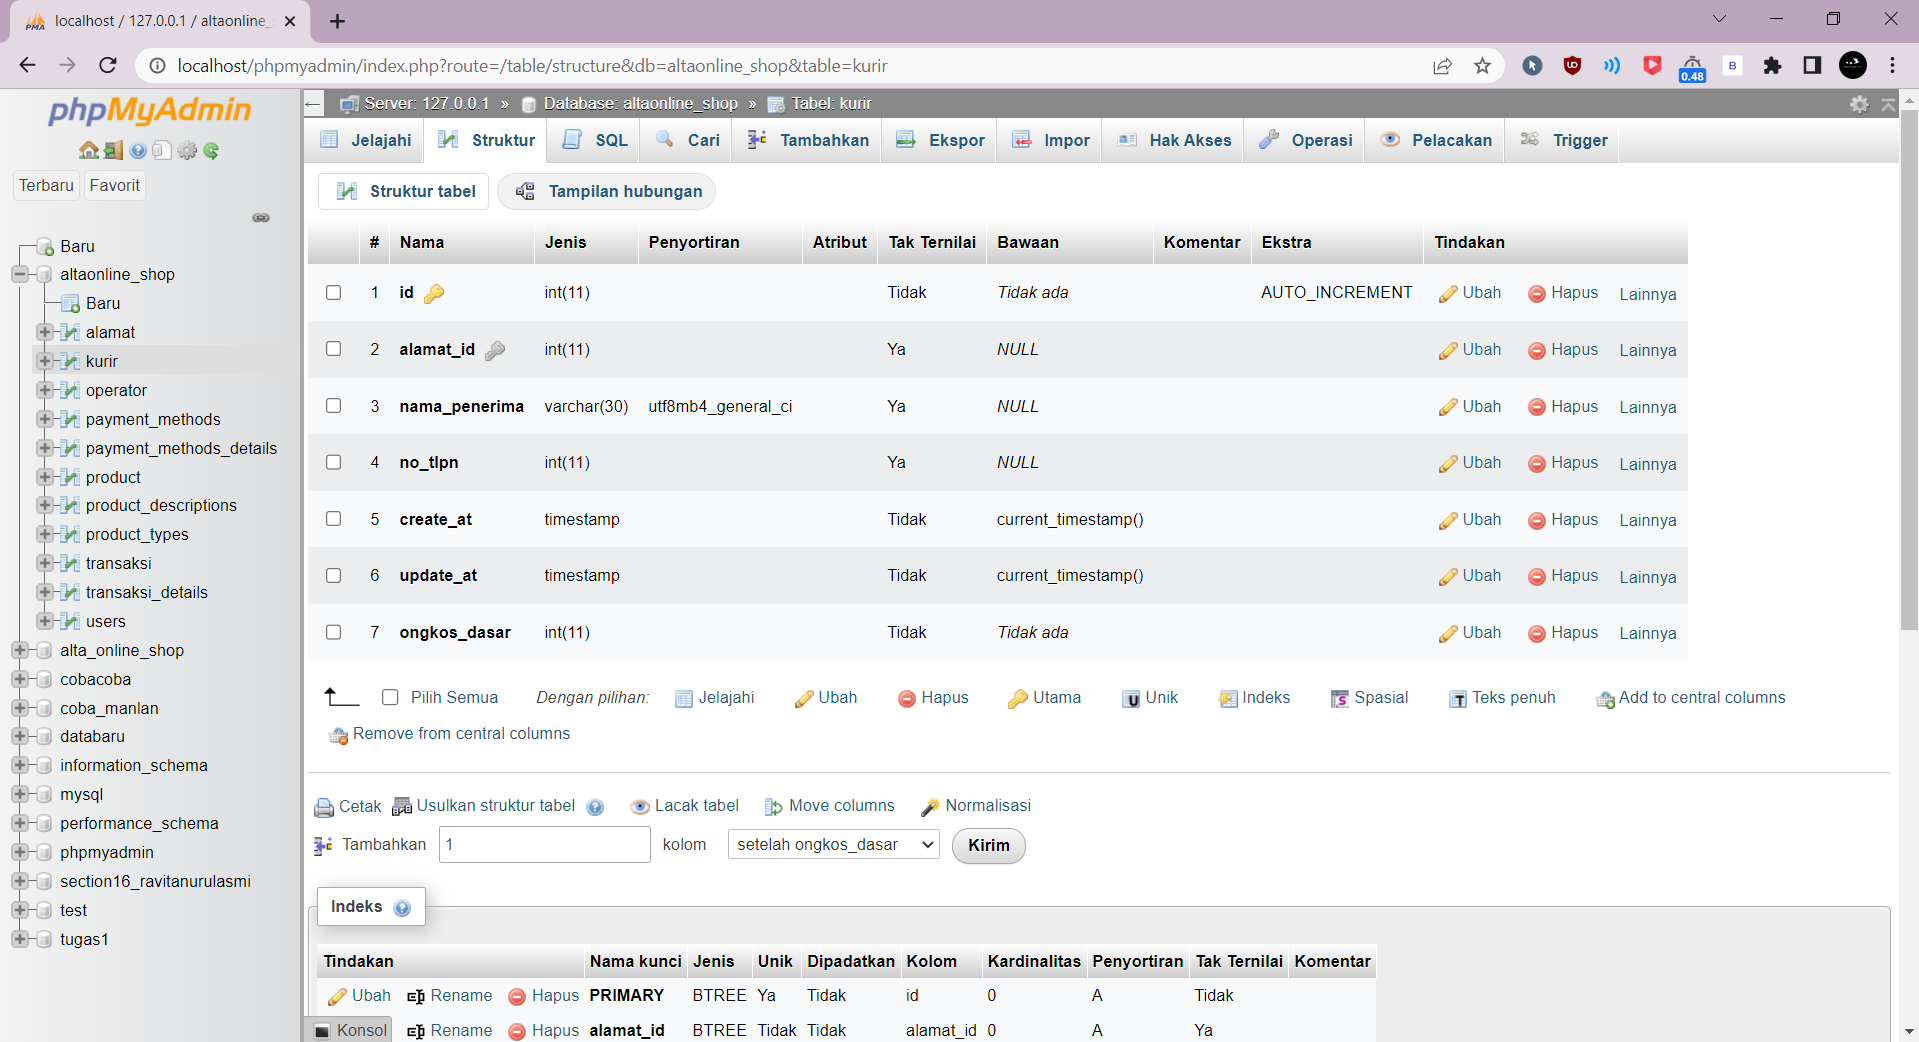 localhost / 127.0.0.1 / altaonline_
localhost/phpmyadmin/index.php?route=/table/structure&db=altaonline_shop&table=kurir
0.48
B
phpMyAdmin
Terbaru Favorit
Baru
altaonline_shop
Baru
alamat
kurir
operator
payment_methods
payment_methods_details
product
product_descriptions
product_types
transaksi
transaksi_details
users
alta_online_shop
cobacoba
coba_manlan
databaru
information_schema
mysql
performance_schema
phpmyadmin
section16_ravitanurulasmi
test
tugas1
Server: 127.0.0.1 » Database: altaonline_shop » Tabel: kurir
Jelajahi Struktur SQL Cari Tambahkan Ekspor Impor Hak Akses Operasi Pelacakan Trigger
Struktur tabel Tampilan hubungan
# Nama Jenis Penyortiran Atribut Tak Ternilai Bawaan Komentar Ekstra Tindakan
1 id int(11) Tidak Tidak ada AUTO_INCREMENT Ubah Hapus Lainnya
2 alamat_id int(11) Ya NULL Ubah Hapus Lainnya
3 nama_penerima varchar(30) utf8mb4_general_ci Ya NULL Ubah Hapus Lainnya
4 no_tlpn int(11) Ya NULL Ubah Hapus Lainnya
5 create_at timestamp Tidak current_timestamp() Ubah Hapus Lainnya
6 update_at timestamp Tidak current_timestamp() Ubah Hapus Lainnya
7 ongkos_dasar int(11) Tidak Tidak ada Ubah Hapus Lainnya
Pilih Semua Dengan pilihan: Jelajahi Ubah Hapus Utama Unik Indeks Spasial Teks penuh Add to central columns
Remove from central columns
Cetak Usulkan struktur tabel Lacak tabel Move columns Normalisasi
Tambahkan 1 kolom setelah ongkos_dasar Kirim
Indeks
Tindakan Nama kunci Jenis Unik Dipadatkan Kolom Kardinalitas Penyortiran Tak Ternilai Komentar
Ubah Rename Hapus PRIMARY BTREE Ya Tidak id 0 A Tidak
Konsol Rename Hapus alamat_id BTREE Tidak Tidak alamat_id 0 A Ya